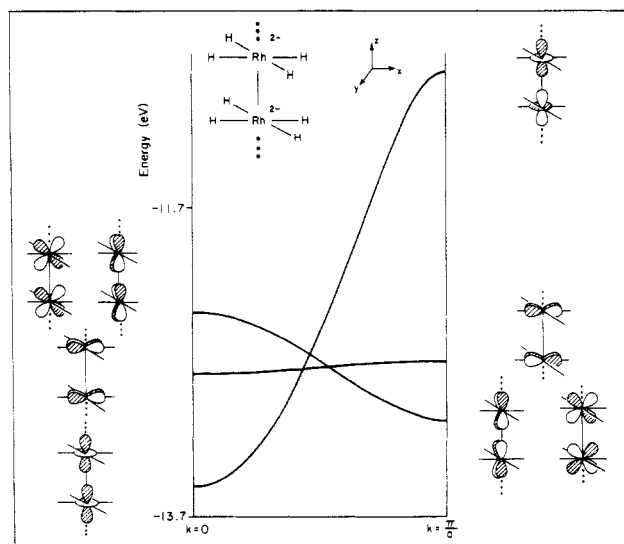 2-
H
H Rh H
H
2-
H
H Rh H
H
z
x
y
Energy (eV)
-11.7
-13.7
k=0
k= π/a